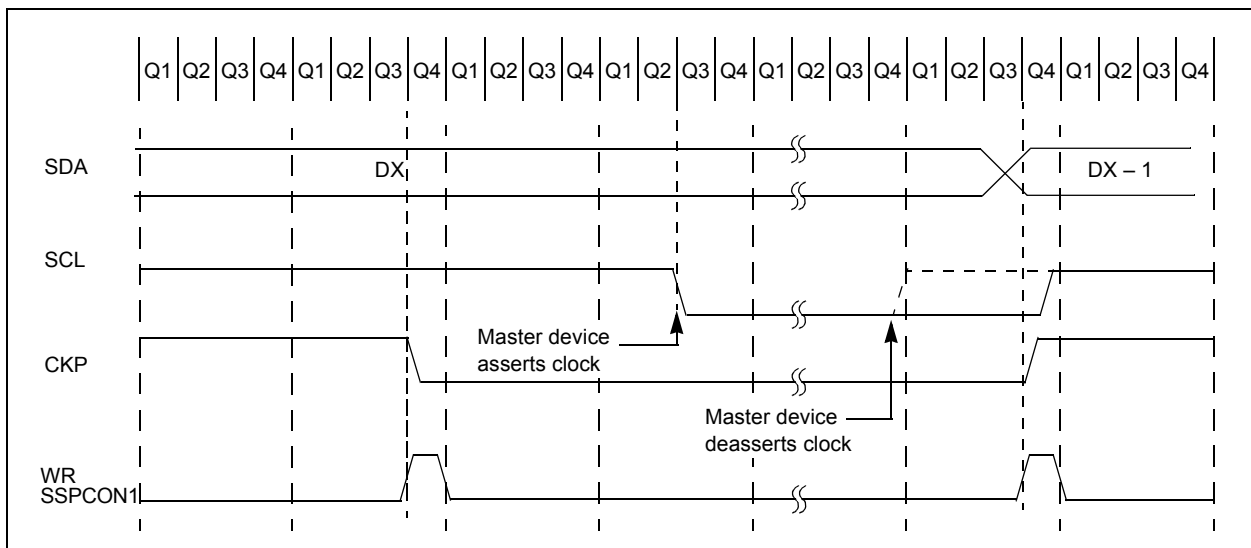 Q1 Q2 Q3 Q4 Q1 Q2 Q3 Q4 Q1 Q2 Q3 Q4 Q1 Q2 Q3 Q4 Q1 Q2 Q3 Q4 Q1 Q2 Q3 Q4 Q1 Q2 Q3 Q4
SDA
DX
DX – 1
SCL
Master device
asserts clock
CKP
Master device
deasserts clock
WR
SSPCON1